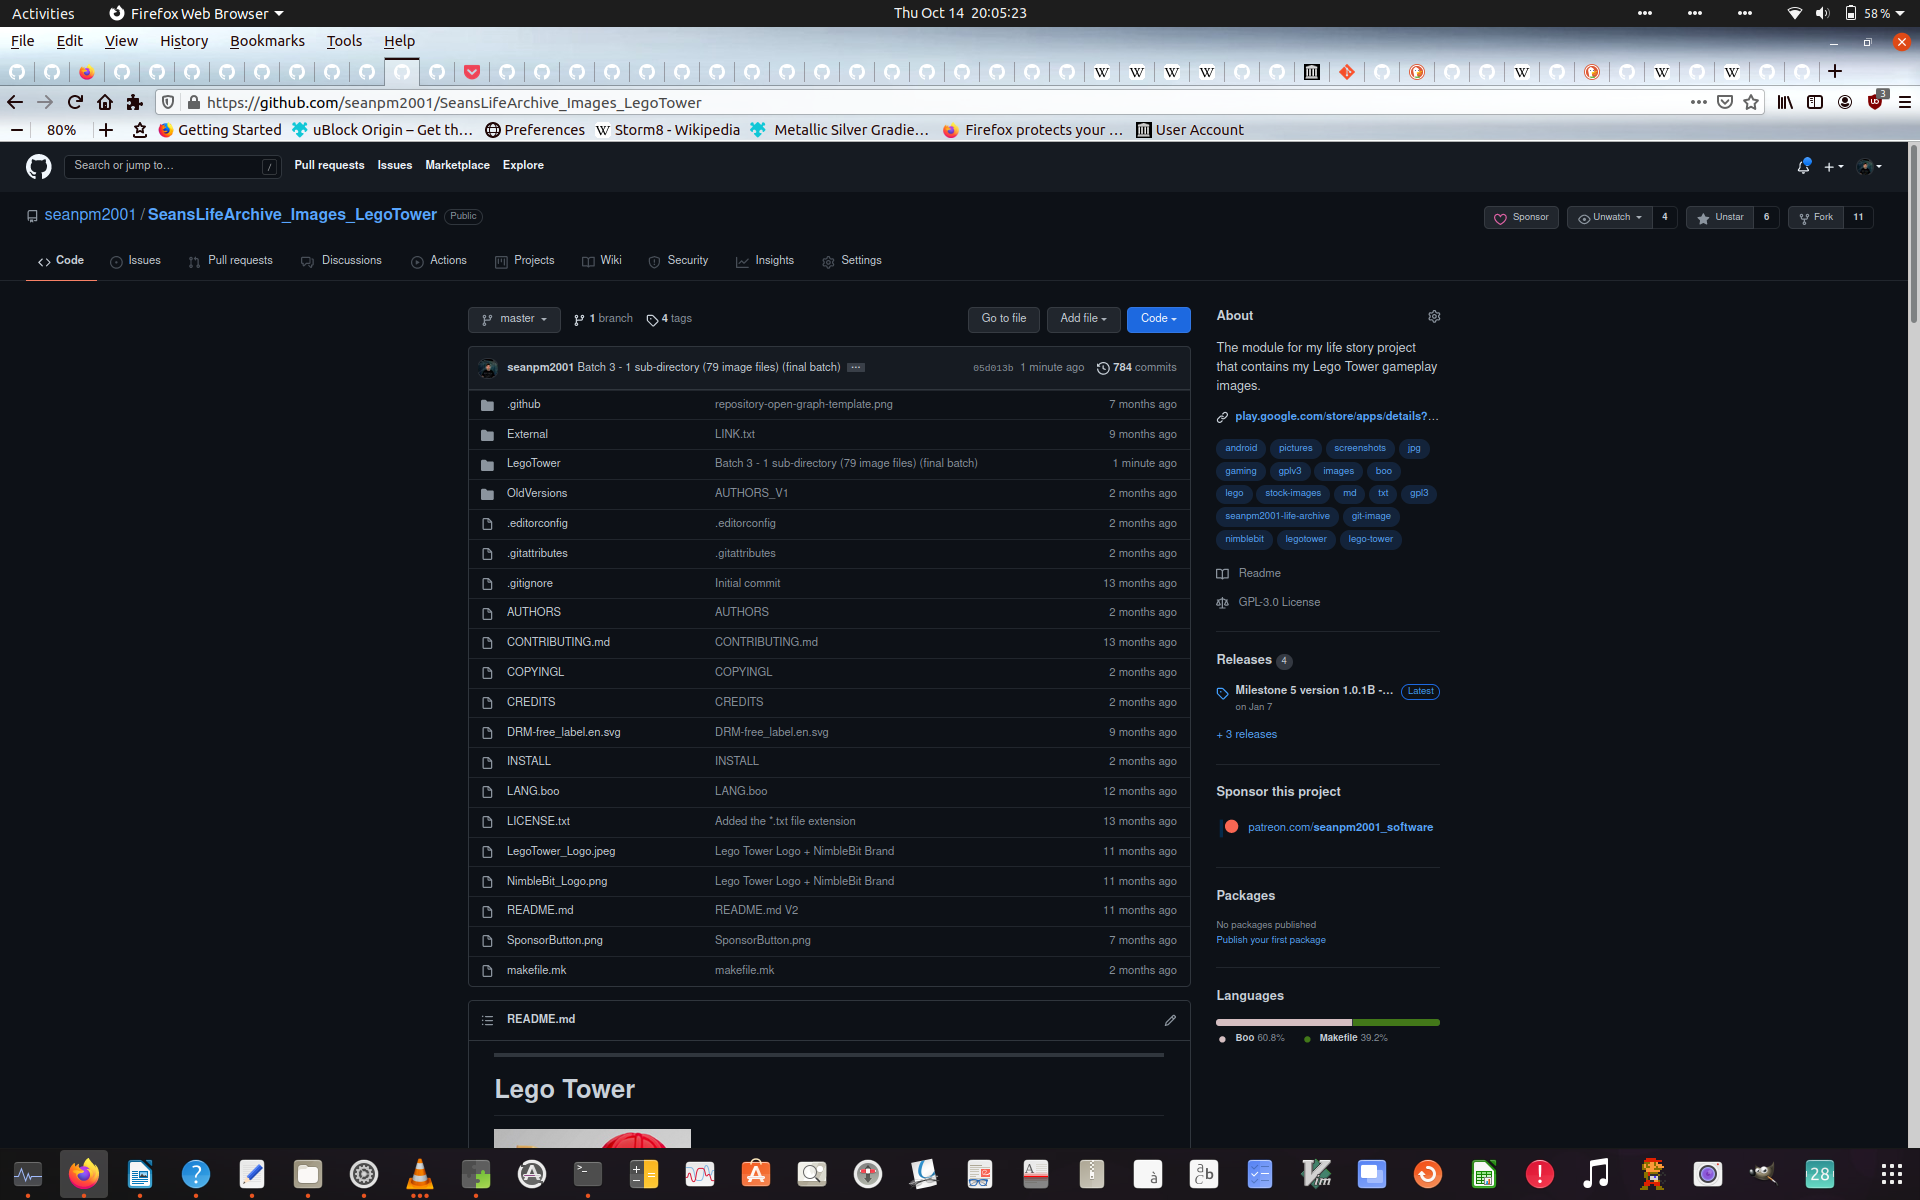 Activities Firefox Web Browser Thu Oct 14 20:05:23 58 %
File Edit View History Bookmarks Tools Help
https://github.com/seanpm2001/SeansLifeArchive_Images_LegoTower 3
80% Getting Started uBlock Origin – Get th… Preferences Storm8 - Wikipedia Metallic Silver Gradie… Firefox protects your … User Account
Search or jump to… / Pull requests Issues Marketplace Explore
seanpm2001 / SeansLifeArchive_Images_LegoTower Public Sponsor Unwatch 4 Unstar 6 Fork 11
Code Issues Pull requests Discussions Actions Projects Wiki Security Insights Settings
master 1 branch 4 tags Go to file Add file Code
seanpm2001 Batch 3 - 1 sub-directory (79 image files) (final batch) ··· 05d013b 1 minute ago 784 commits
.github repository-open-graph-template.png 7 months ago
External LINK.txt 9 months ago
LegoTower Batch 3 - 1 sub-directory (79 image files) (final batch) 1 minute ago
OldVersions AUTHORS_V1 2 months ago
.editorconfig .editorconfig 2 months ago
.gitattributes .gitattributes 2 months ago
.gitignore Initial commit 13 months ago
AUTHORS AUTHORS 2 months ago
CONTRIBUTING.md CONTRIBUTING.md 13 months ago
COPYINGL COPYINGL 2 months ago
CREDITS CREDITS 2 months ago
DRM-free_label.en.svg DRM-free_label.en.svg 9 months ago
INSTALL INSTALL 2 months ago
LANG.boo LANG.boo 12 months ago
LICENSE.txt Added the *.txt file extension 13 months ago
LegoTower_Logo.jpeg Lego Tower Logo + NimbleBit Brand 11 months ago
NimbleBit_Logo.png Lego Tower Logo + NimbleBit Brand 11 months ago
README.md README.md V2 11 months ago
SponsorButton.png SponsorButton.png 7 months ago
makefile.mk makefile.mk 2 months ago
README.md
Lego Tower
About
The module for my life story project
that contains my Lego Tower gameplay
images.
play.google.com/store/apps/details?…
android pictures screenshots jpg
gaming gplv3 images boo
lego stock-images md txt gpl3
seanpm2001-life-archive git-image
nimblebit legotower lego-tower
Readme
GPL-3.0 License
Releases 4
Milestone 5 version 1.0.1B -… Latest
on Jan 7
+ 3 releases
Sponsor this project
patreon.com/seanpm2001_software
Packages
No packages published
Publish your first package
Languages
Boo 60.8% Makefile 39.2%
28